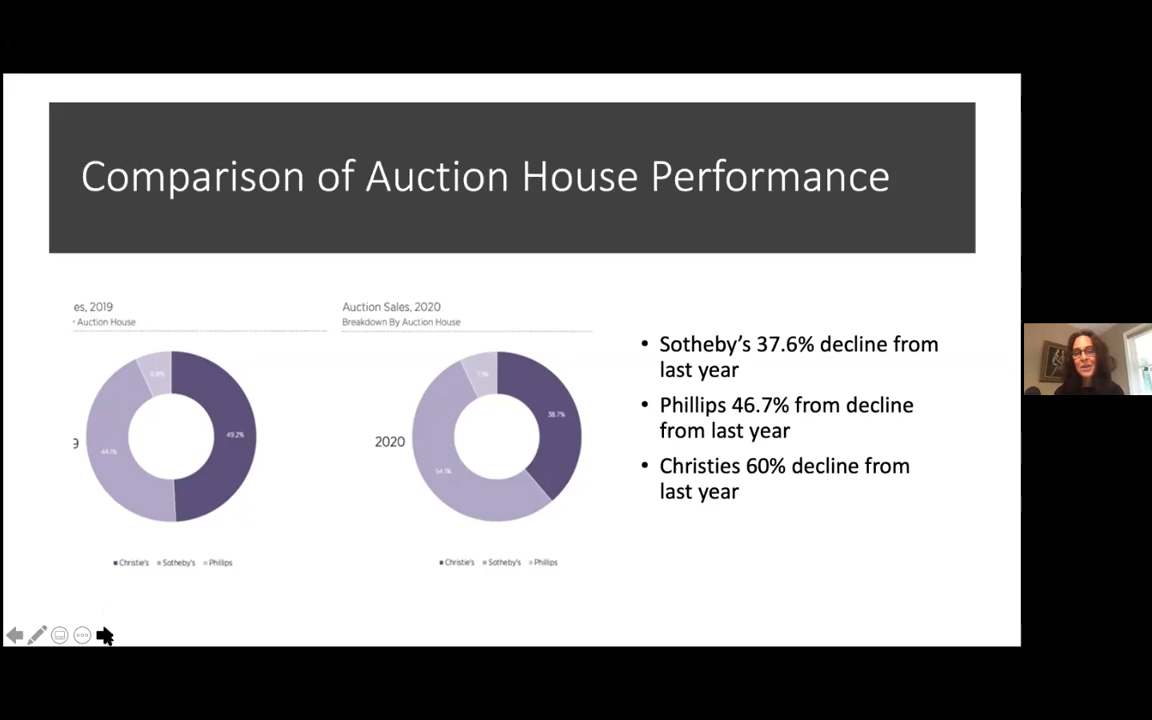 Comparison of Auction House Performance
es, 2019
Auction House
49.2%
44.1%
9
Christie's Sotheby's Phillips
Auction Sales, 2020
Breakdown By Auction House
38.7%
54.1%
2020
Christie's Sotheby's Phillips
• Sotheby's 37.6% decline from
last year
• Phillips 46.7% from decline
from last year
• Christies 60% decline from
last year